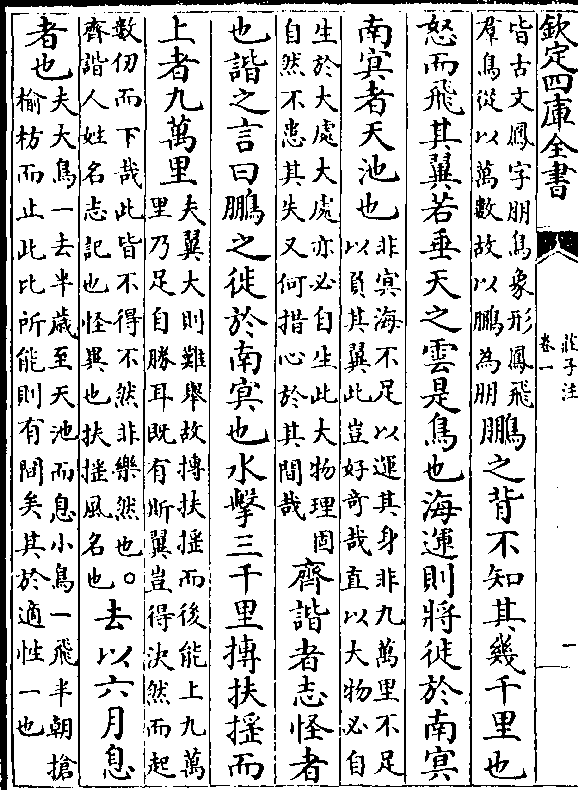 欽定四庫全書
莊子注
卷一
一
皆古文鳳字朋鳥象形鳳飛
羣鳥從以萬數故以鵬為朋
鵬之背不知其幾千里也
怒而飛其翼若垂天之雲是鳥也海運則將徙於南冥
南冥者天池也
非冥海不足以運其身非九萬里不足
以負其翼此豈好奇哉直以大物必自
生於大處大處亦必自生此大物理固
自然不患其失又何措心於其間哉
齊諧者志怪者
也諧之言曰鵬之徙於南冥也水擊三千里摶扶搖而
上者九萬里
夫翼大則難舉故摶扶搖而後能上九萬
里乃足自勝耳既有斯翼豈得決然而起
數仞而下哉此皆不得不然非樂然也。
齊諧人姓名志記也怪異也扶搖風名也
去以六月息
者也
夫大鳥一去半歲至天池而息小鳥一飛半朝搶
榆枋而止此比所能則有間矣其於適性一也